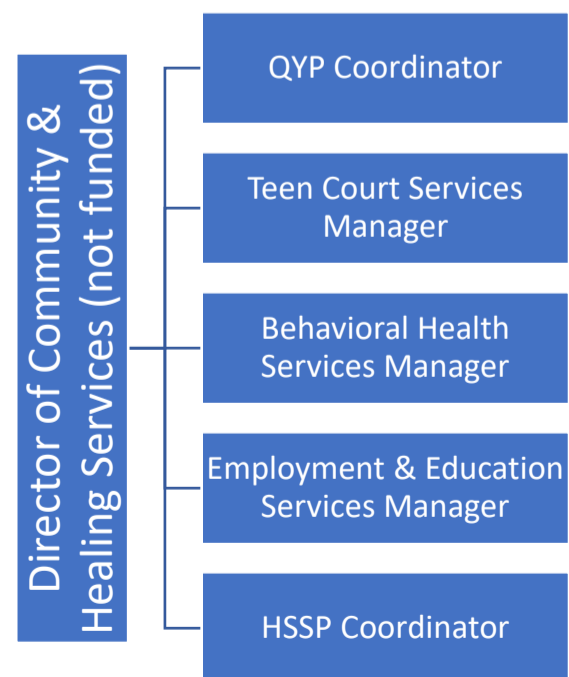 Director of Community &
Healing Services (not funded)
QYP Coordinator
Teen Court Services
Manager
Behavioral Health
Services Manager
Employment & Education
Services Manager
HSSP Coordinator